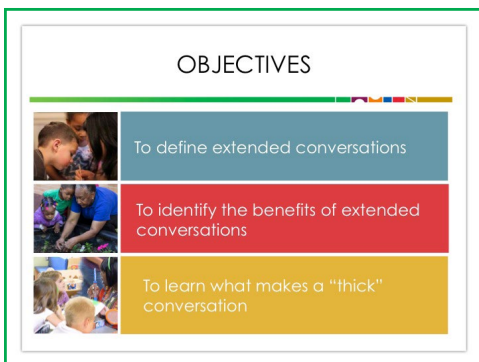 OBJECTIVES
To define extended conversations
To identify the benefits of extended
conversations
To learn what makes a “thick”
conversation